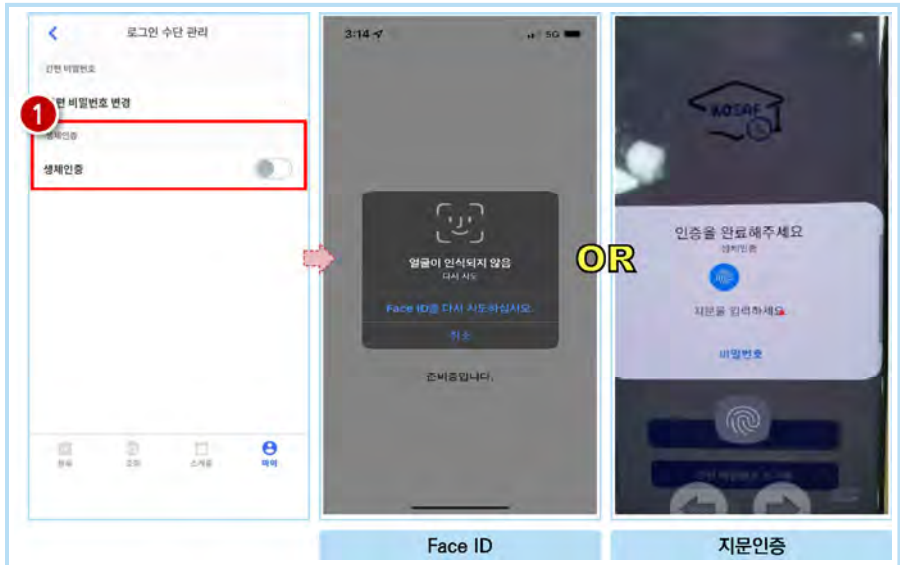 로그인 수단 관리
간편 비밀번호
1
편 비밀번호 변경
생체인증
생체인증
마이
3:14
5G
얼굴이 인식되지 않음
다시 시도
Face ID를 다시 시도하십시오.
취소
준비중입니다.
OR
인증을 완료해주세요
생체인증
지문을 입력하세요
비밀번호
Face ID
지문인증